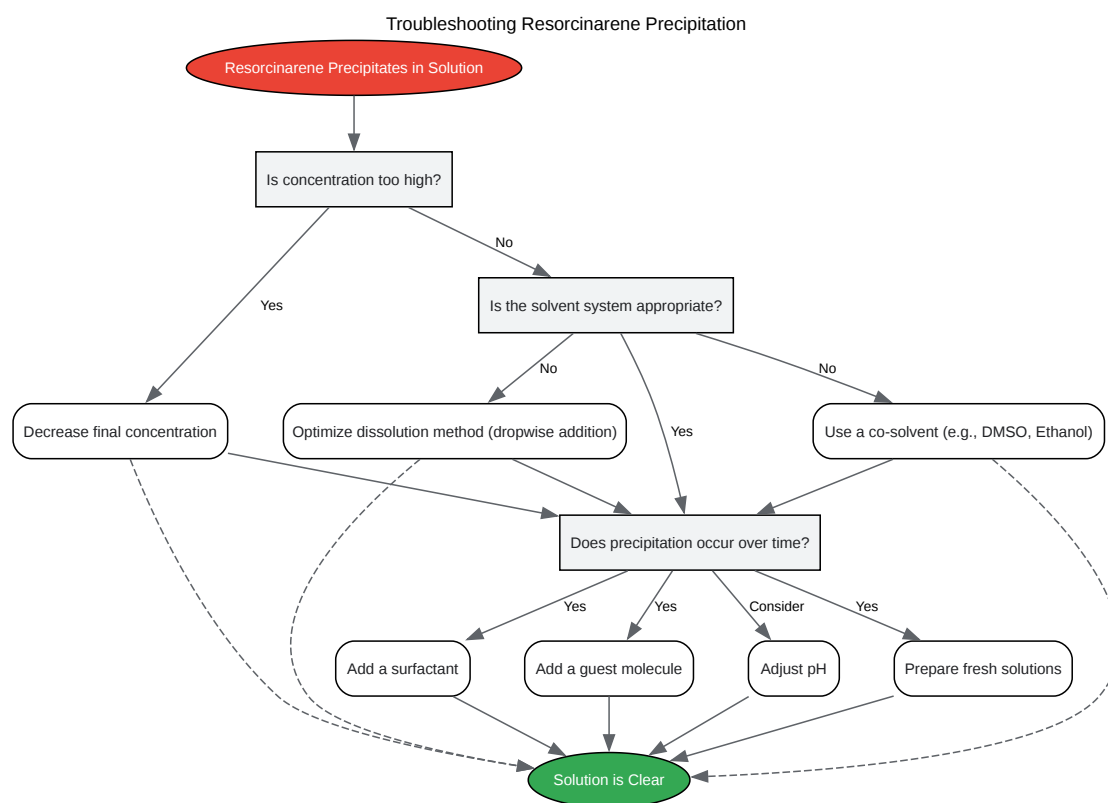 Troubleshooting Resorcinarene Precipitation
Resorcinarene Precipitates in Solution
Is concentration too high?
No
Yes
Is the solvent system appropriate?
No
No
Yes
Decrease final concentration
Optimize dissolution method (dropwise addition)
Use a co-solvent (e.g., DMSO, Ethanol)
Does precipitation occur over time?
Yes
Yes
Consider
Yes
Add a surfactant
Add a guest molecule
Adjust pH
Prepare fresh solutions
Solution is Clear